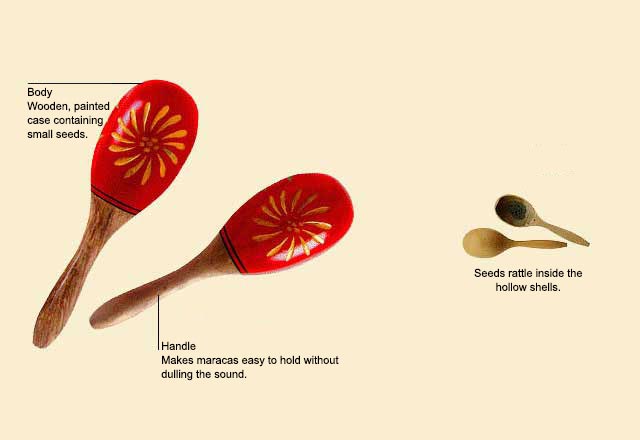 Body
Wooden, painted
case containing
small seeds.
Seeds rattle inside the
hollow shells.
Handle
Makes maracas easy to hold without
dulling the sound.